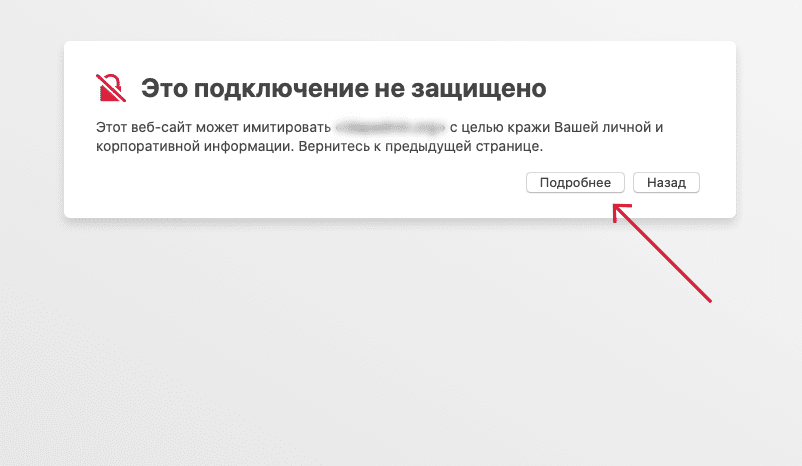 Это подключение не защищено
Этот веб-сайт может имитировать с целью кражи Вашей личной и
корпоративной информации. Вернитесь к предыдущей странице.
Подробнее Назад